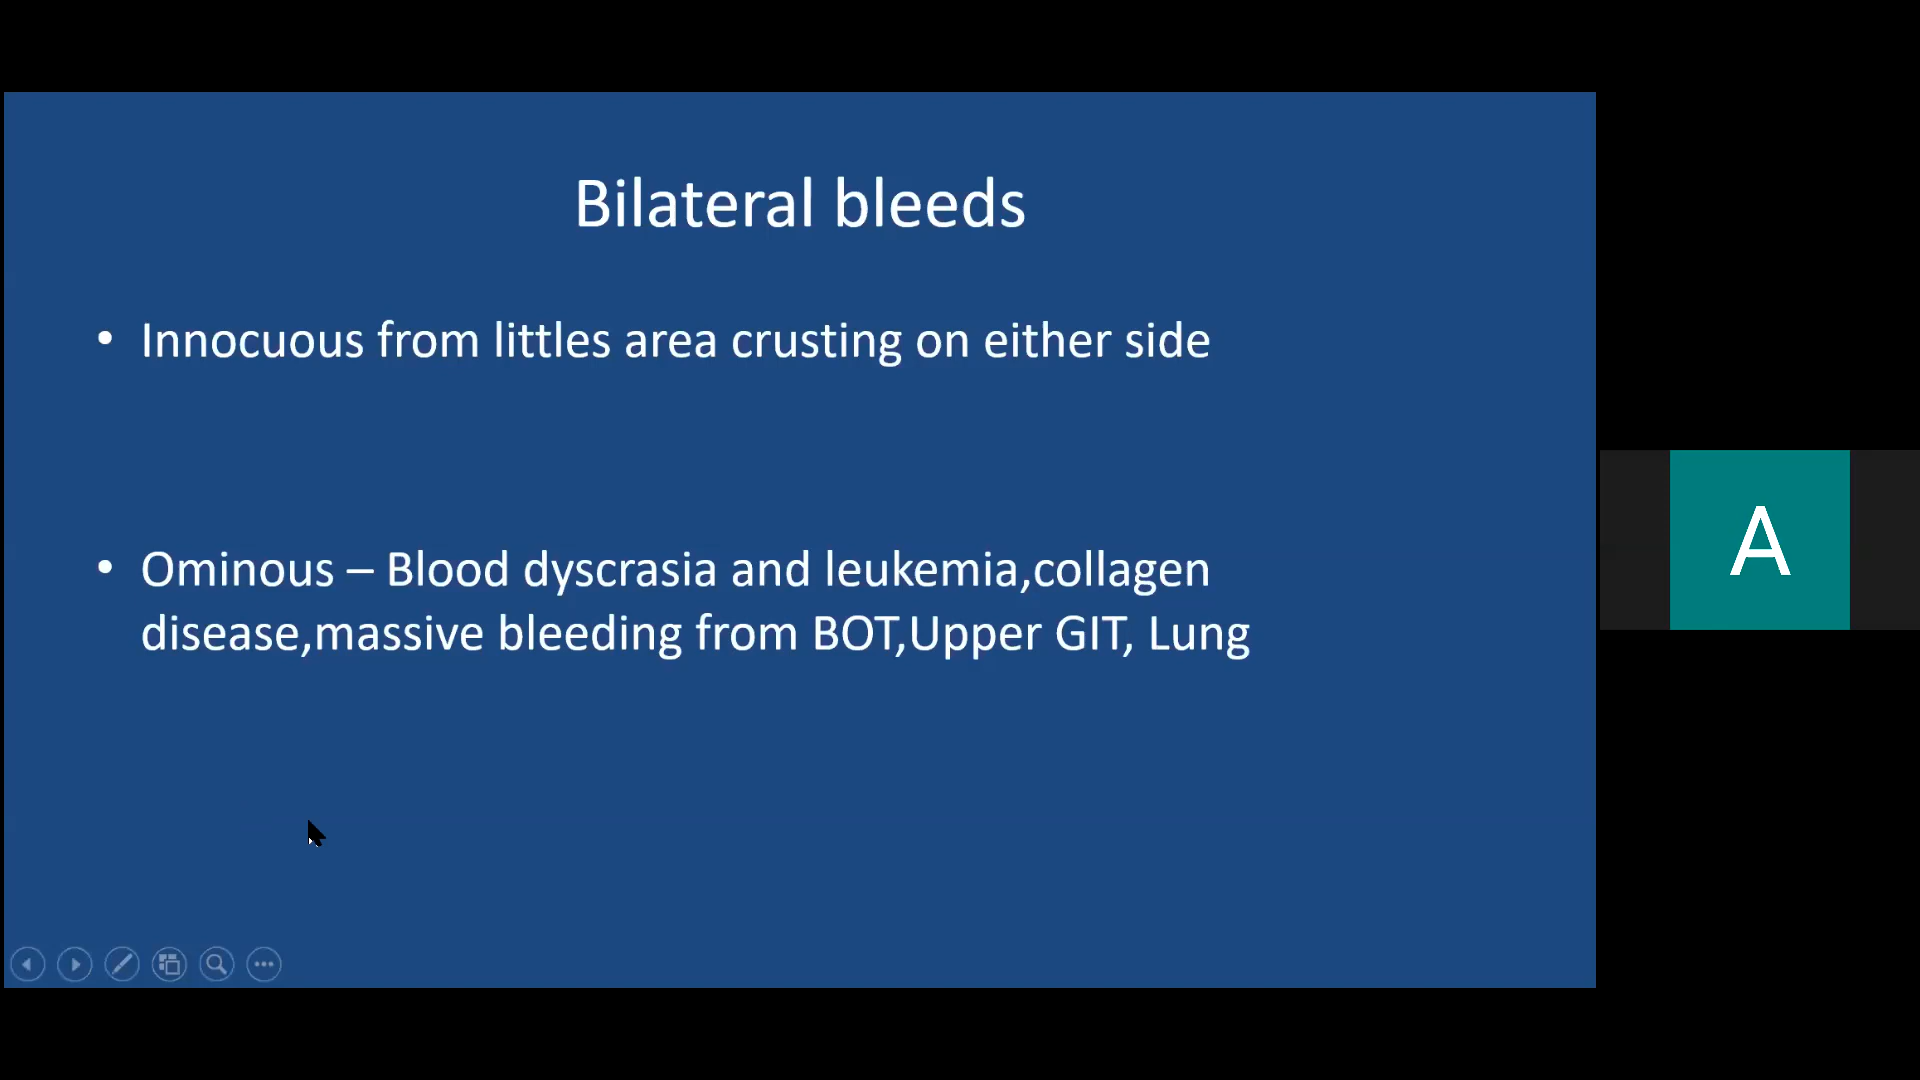 Bilateral bleeds
• Innocuous from littles area crusting on either side
• Ominous – Blood dyscrasia and leukemia,collagen
disease,massive bleeding from BOT,Upper GIT, Lung
A